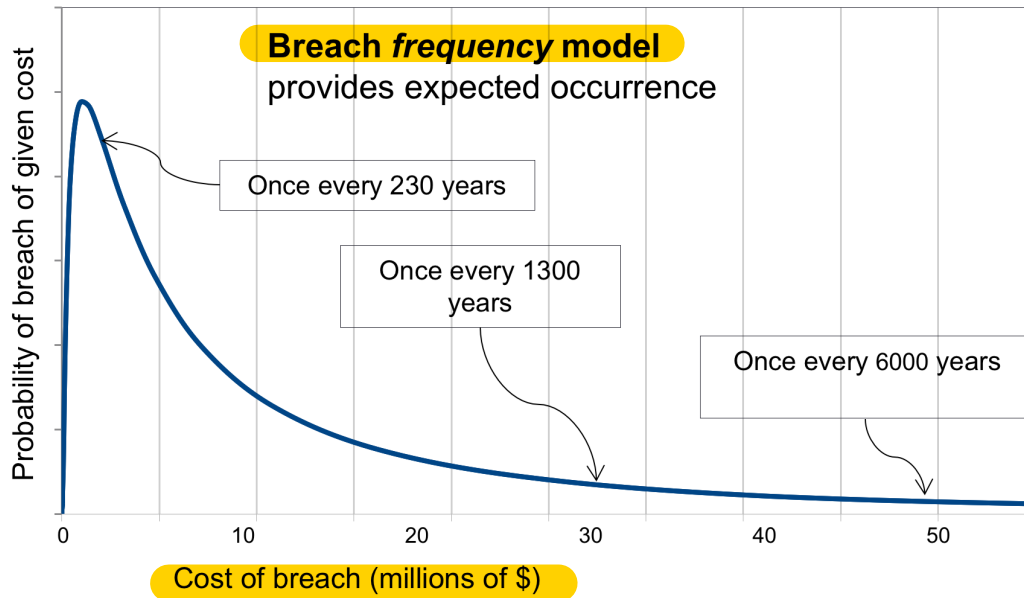 Breach frequency model
provides expected occurrence
Probability of breach of given cost
Once every 230 years
Once every 1300
years
Once every 6000 years
0 10 20 30 40 50
Cost of breach (millions of $)